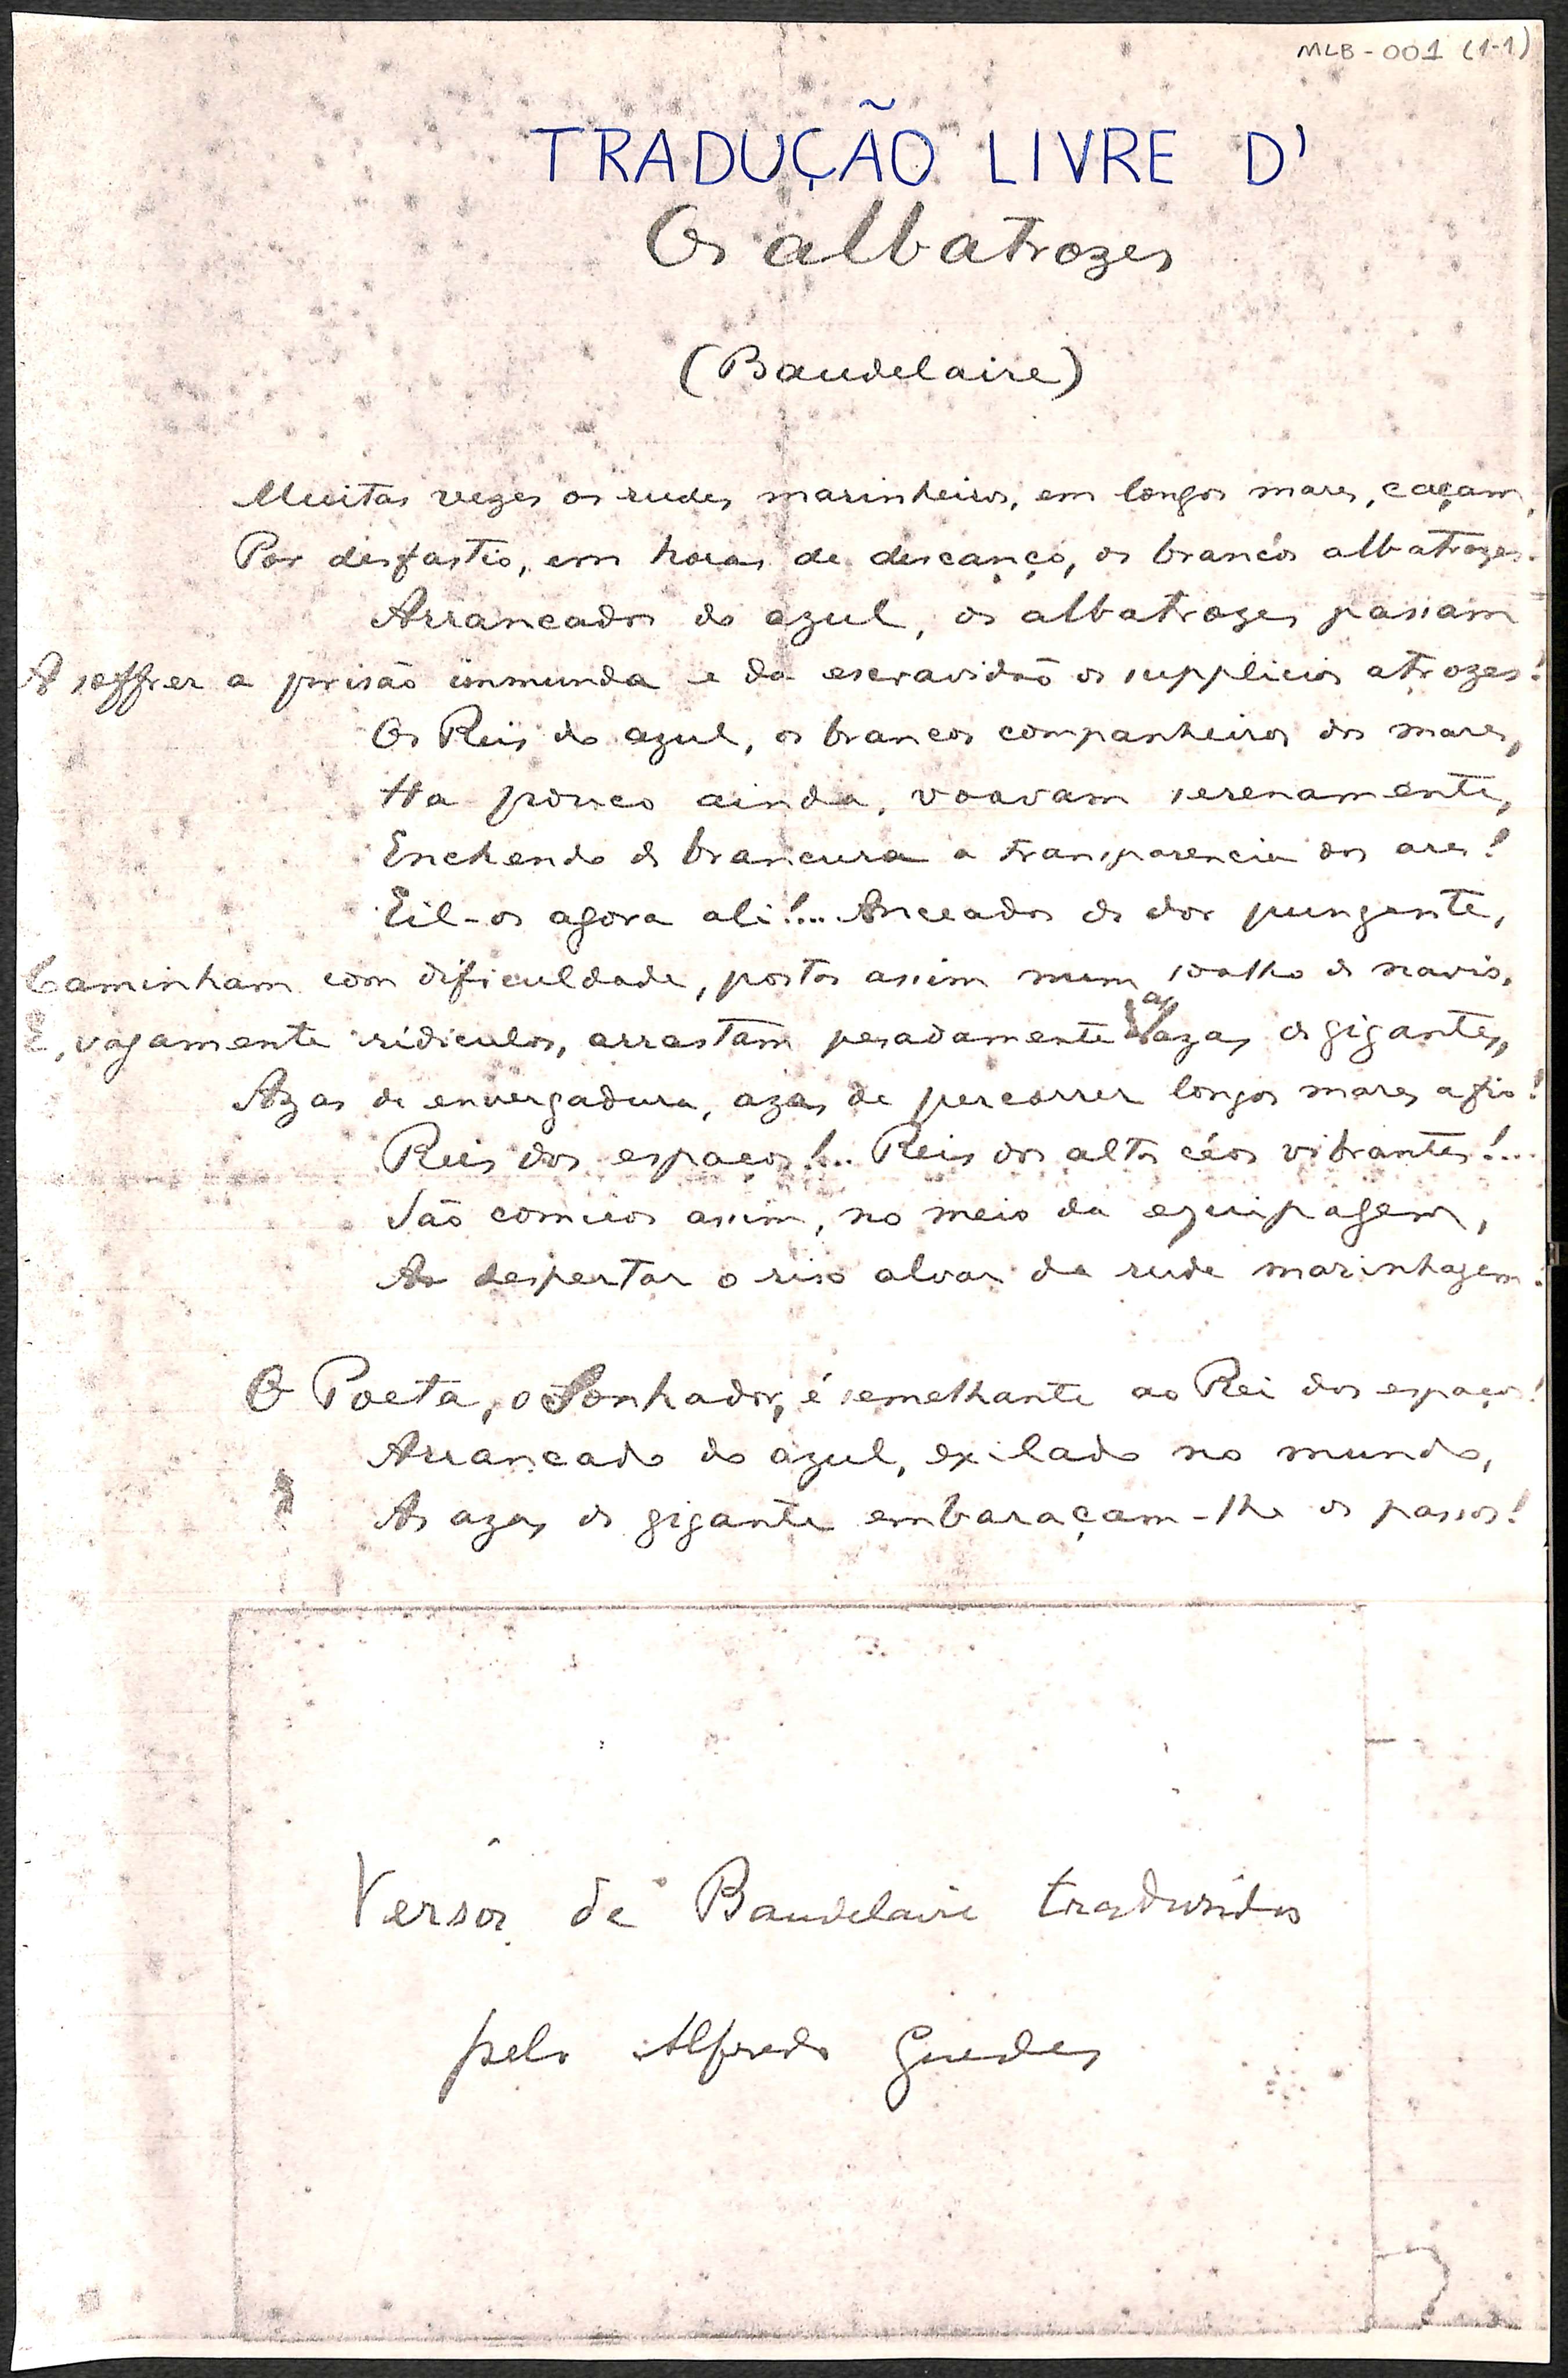 MLB - 001 (1-1)
TRADUÇÃO LIVRE D'
Os albatrozes
(Baudelaire)
Muitas vezes os rudes marinheiros, em longos mares, caçam,
Por desfastio, em horas de descanço, os brancos albatrozes.
Arrancados do azul, os albatrozes passam
A soffrer a prisão immunda e da escravidão os supplicios atrozes!
Os Reis do azul, os brancos companheiros dos mares,
Ha pouco ainda, voavam serenamente,
Enchendo de brancura a transparencia dos ares!
Eil-os agora ali!... Anceados de dor pungente,
Caminham com dificuldade, postos assim num soalho de navio.
E, vagamente ridiculos, arrastam pesadamente as azas de gigantes,
Azas de envergadura, azas de percorrer longos mares a fio!
Reis dos espaços!... Reis dos altos céos vibrantes!...
São comicos assim, no meio da equipagem,
Ao despertar o riso alvar da rude marinhagem!
O Poeta, o Sonhador, é semelhante ao Rei dos espaços!
Arrancado do azul, exilado no mundo,
As azas de gigante embaraçam-lhe os passos!
Versos de Baudelaire traduzidos
pelo Alfredo Guedes